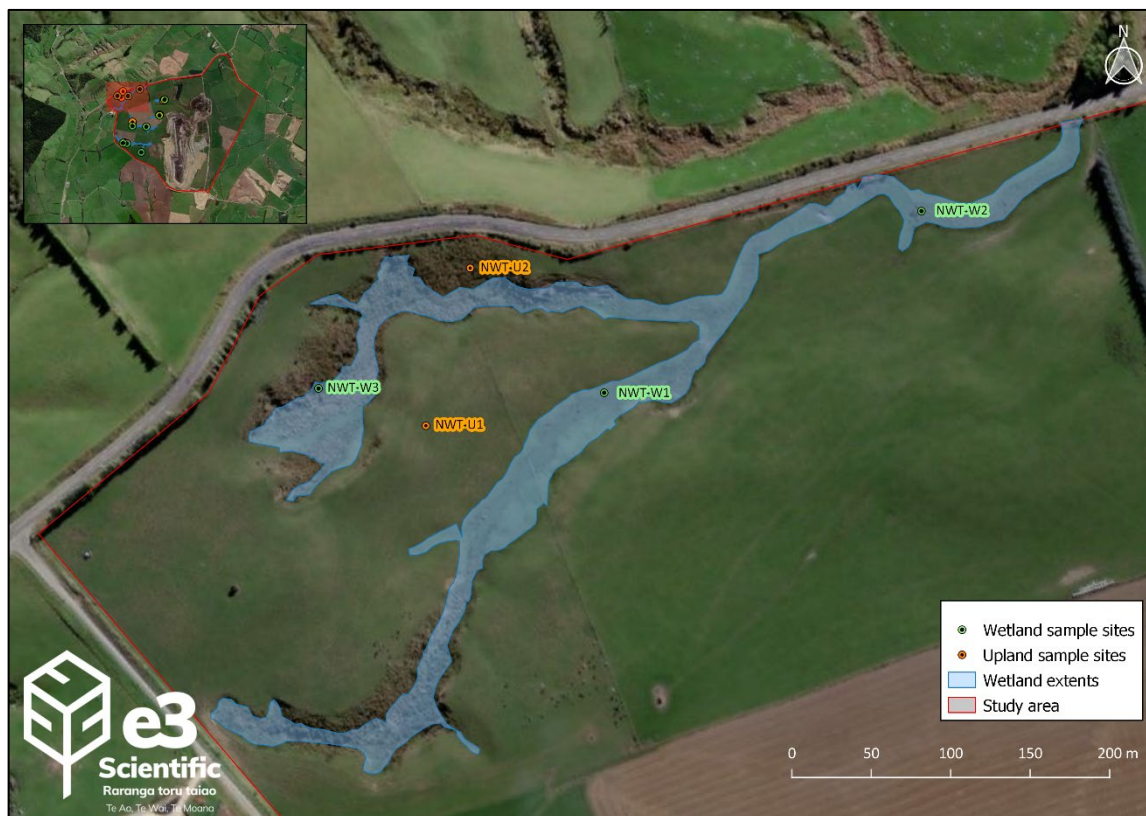 N
NWT-W2
NWT-U2
NWT-W3
NWT-W1
NWT-U1
Wetland sample sites
Upland sample sites
Wetland extents
Study area
0 50 100 150 200 m
e3
Scientific
Raranga toru taiao
Te Ao, Te Wai, Te Moana